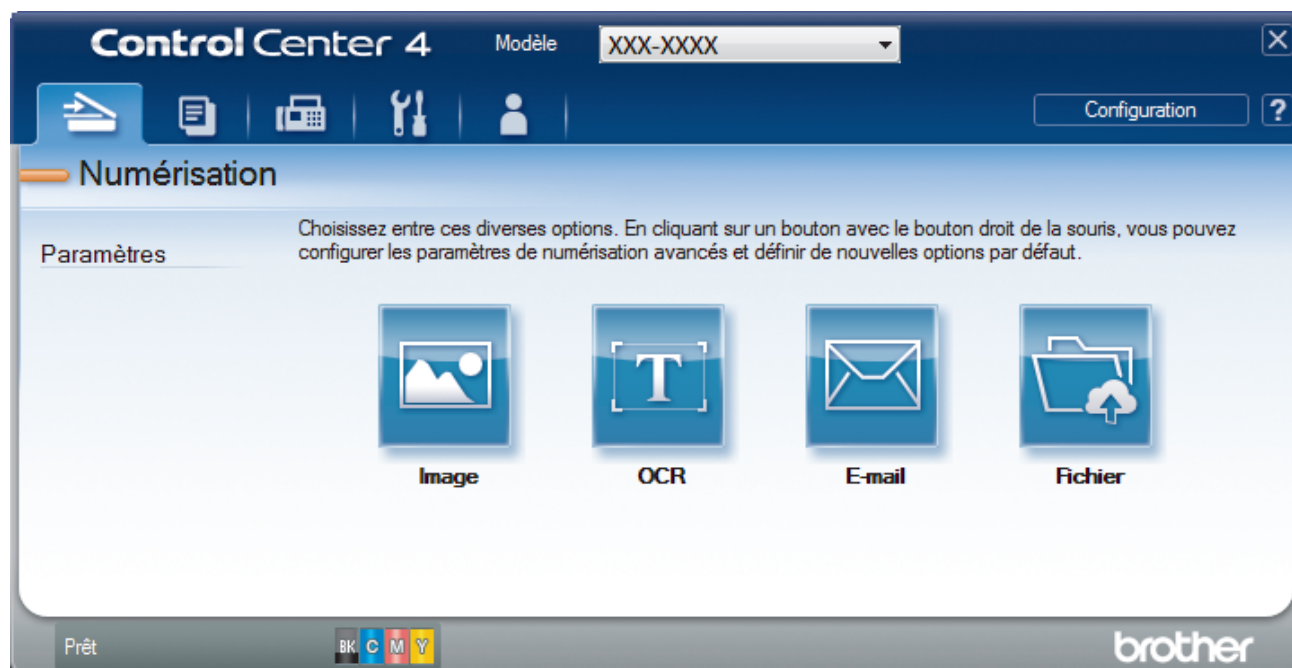 Control Center 4 Modèle XXX-XXXX
Configuration ?
Numérisation
Paramètres
Choisissez entre ces diverses options. En cliquant sur un bouton avec le bouton droit de la souris, vous pouvez
configurer les paramètres de numérisation avancés et définir de nouvelles options par défaut.
T
Image OCR E-mail Fichier
Prêt BK C M Y brother